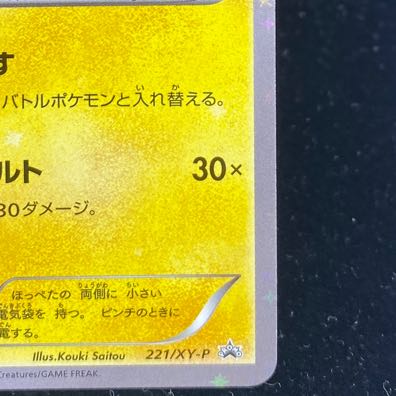 す
バトルポケモンと入れ替える。
ルト 30×
30ダメージ。
ほっぺたの 両側に 小さい
電気袋を 持つ。 ピンチのときに
電する。
Illus.Kouki Saitou 221/XY-P
Creatures/GAME FREAK.